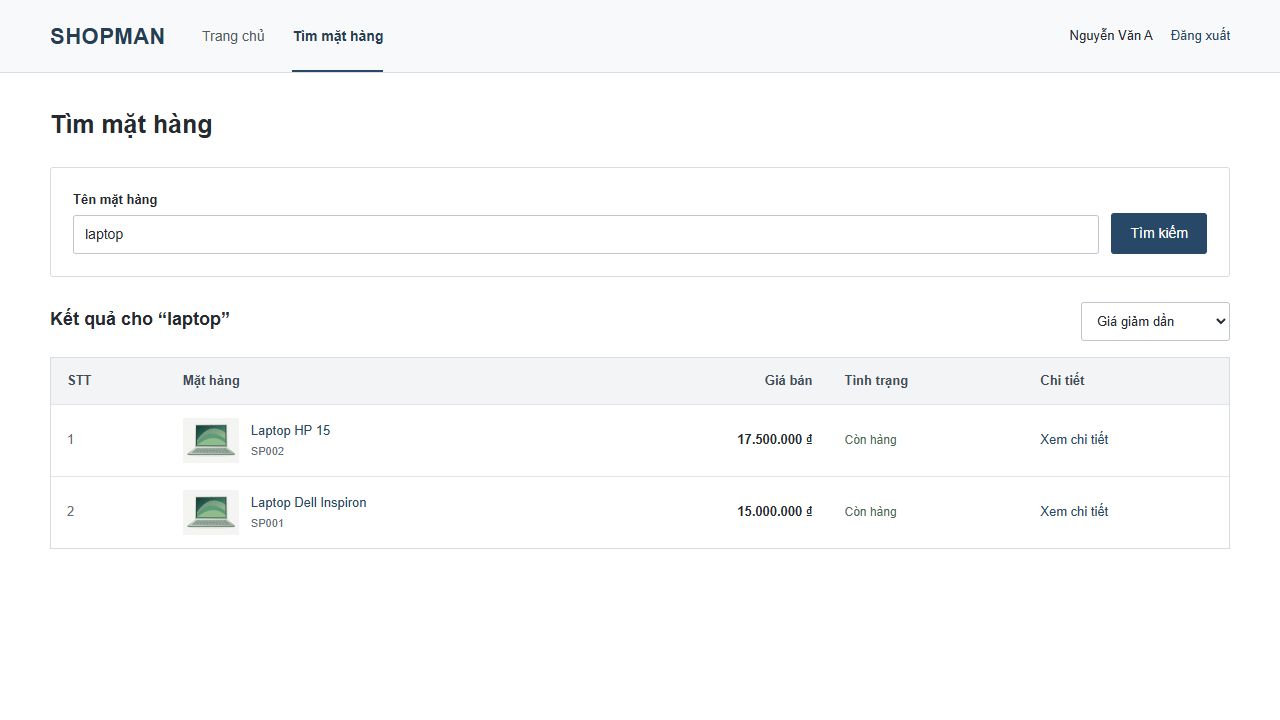 SHOPMAN Trang chủ Tìm mặt hàng Nguyễn Văn A Đăng xuất
Tìm mặt hàng
Tên mặt hàng
laptop Tìm kiếm
Kết quả cho “laptop” Giá giảm dần
STT Mặt hàng Giá bán Tình trạng Chi tiết
1 Laptop HP 15 17.500.000 ₫ Còn hàng Xem chi tiết
SP002
2 Laptop Dell Inspiron 15.000.000 ₫ Còn hàng Xem chi tiết
SP001